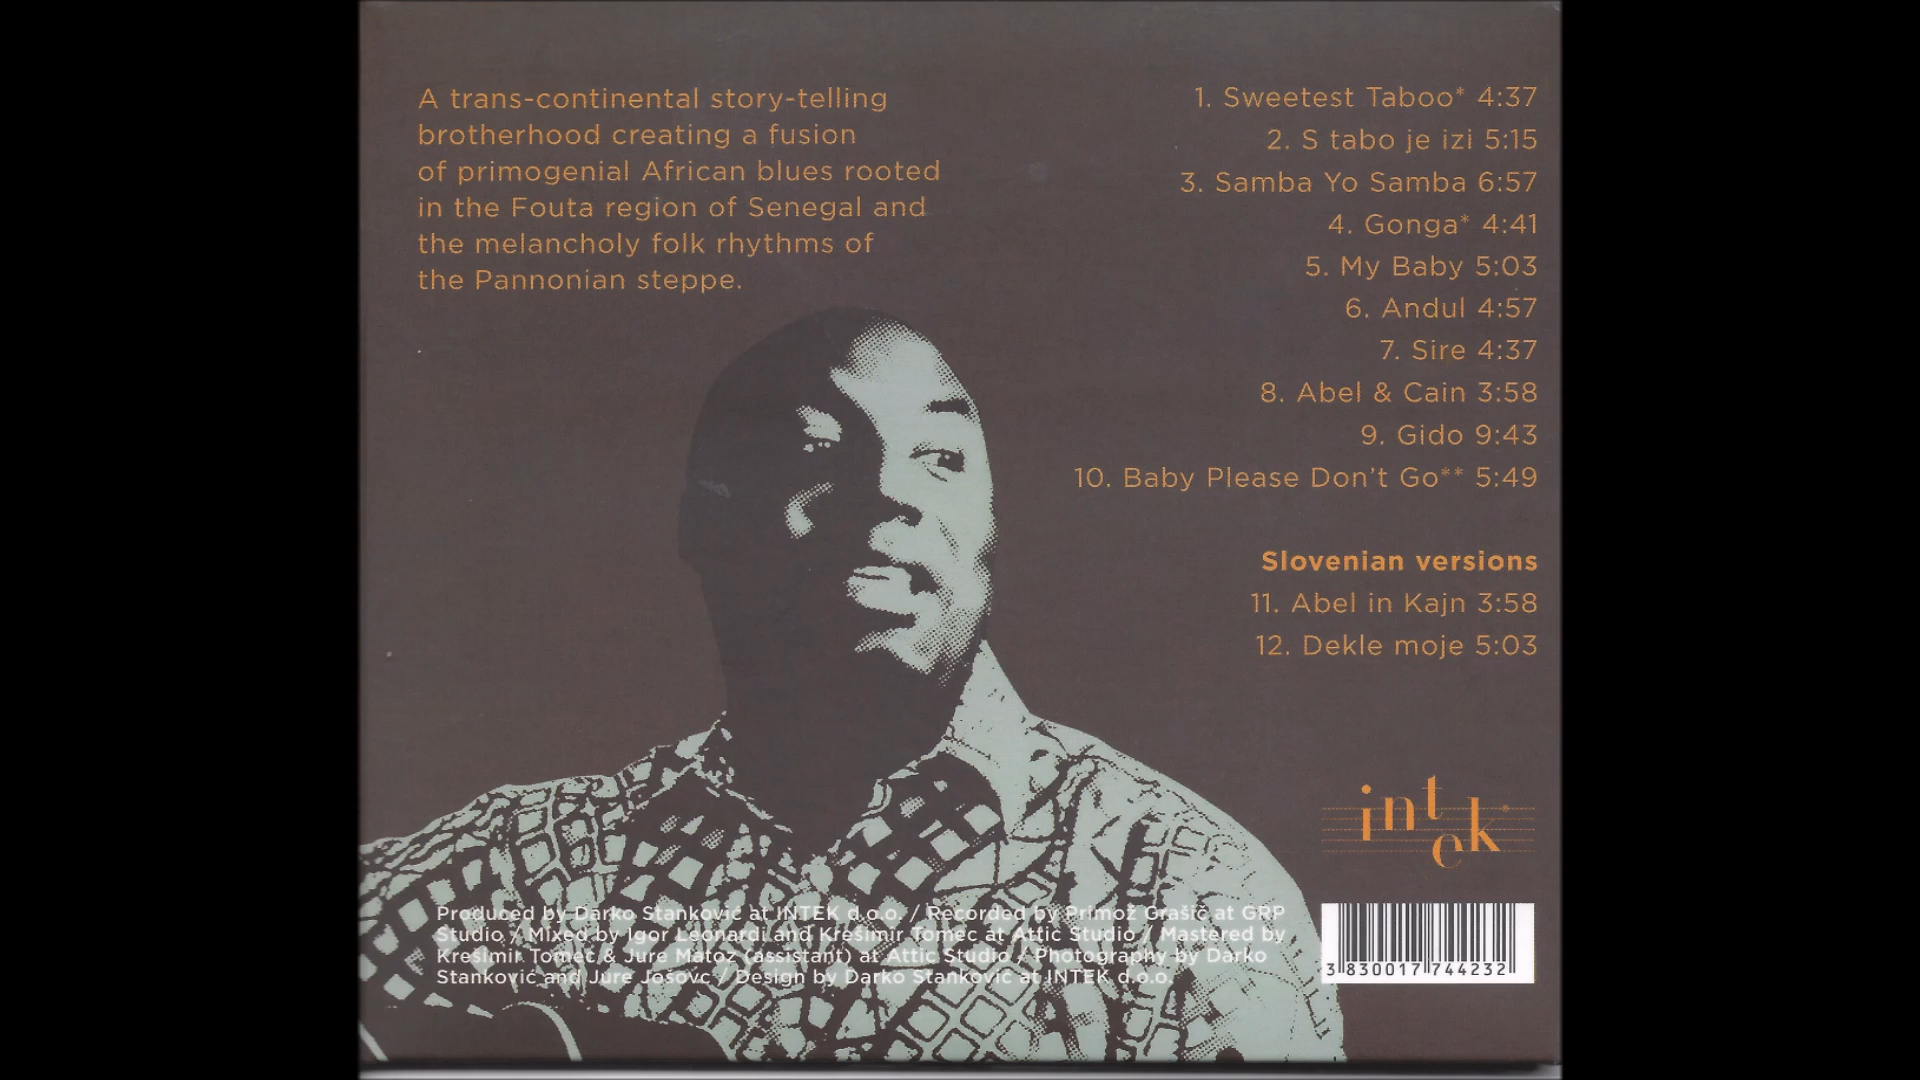 A trans-continental story-telling
brotherhood creating a fusion
of primogenial African blues rooted
in the Fouta region of Senegal and
the melancholy folk rhythms of
the Pannonian steppe.
1. Sweetest Taboo* 4:37
2. S tabo je izi 5:15
3. Samba Yo Samba 6:57
4. Gonga* 4:41
5. My Baby 5:03
6. Andul 4:57
7. Sire 4:37
8. Abel & Cain 3:58
9. Gido 9:43
10. Baby Please Don't Go** 5:49
Slovenian versions
11. Abel in Kajn 3:58
12. Dekle moje 5:03
intek
Produced by Darko Stanković at INTEK d.o.o. / Recorded by Primož Grašič at GRP
Studio / Mixed by Igor Leonardi and Krešimir Tomec at Attic Studio / Mastered by
Krešimir Tomec & Jure Matoz (assistant) at Attic Studio / Photography by Darko
Stanković and Jure Jošovc / Design by Darko Stanković at INTEK d.o.o.
3 830017 744232